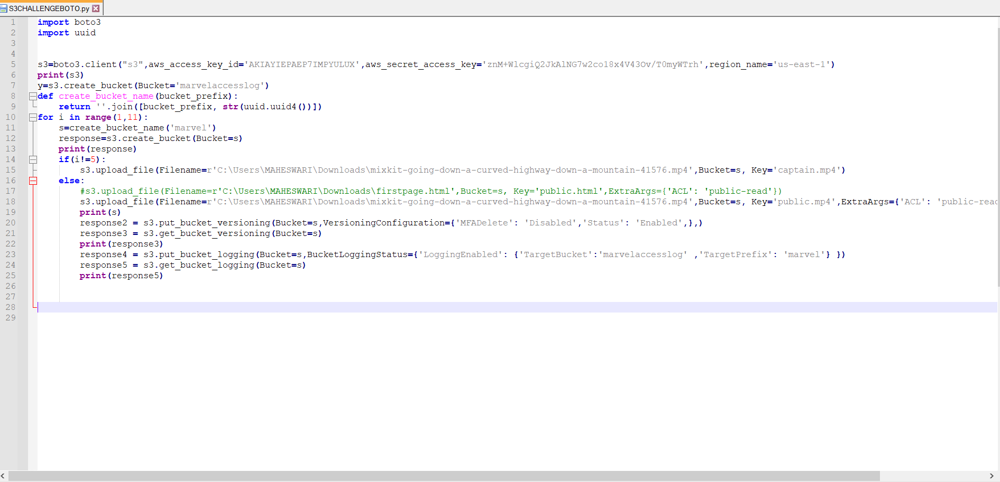 S3CHALLENGEBOTO.py
1 import boto3
2 import uuid
3
4
5 s3=boto3.client("s3",aws_access_key_id='[redacted]',aws_secret_access_key='[redacted]',region_name='us-east-1')
6 print(s3)
7 y=s3.create_bucket(Bucket='marvelaccesslog')
8 def create_bucket_name(bucket_prefix):
9     return ''.join([bucket_prefix, str(uuid.uuid4())])
10 for i in range(1,11):
11     s=create_bucket_name('marvel')
12     response=s3.create_bucket(Bucket=s)
13     print(response)
14     if(i!=5):
15         s3.upload_file(Filename=r'C:\Users\MAHESWARI\Downloads\mixkit-going-down-a-curved-highway-down-a-mountain-41576.mp4',Bucket=s, Key='captain.mp4')
16     else:
17         #s3.upload_file(Filename=r'C:\Users\MAHESWARI\Downloads\firstpage.html',Bucket=s, Key='public.html',ExtraArgs={'ACL': 'public-read'})
18         s3.upload_file(Filename=r'C:\Users\MAHESWARI\Downloads\mixkit-going-down-a-curved-highway-down-a-mountain-41576.mp4',Bucket=s, Key='public.mp4',ExtraArgs={'ACL': 'public-
19         print(s)
20         response2 = s3.put_bucket_versioning(Bucket=s,VersioningConfiguration={'MFADelete': 'Disabled','Status': 'Enabled',},)
21         response3 = s3.get_bucket_versioning(Bucket=s)
22         print(response3)
23         response4 = s3.put_bucket_logging(Bucket=s,BucketLoggingStatus={'LoggingEnabled': {'TargetBucket':'marvelaccesslog' ,'TargetPrefix': 'marvel'} })
24         response5 = s3.get_bucket_logging(Bucket=s)
25         print(response5)
26
27
28
29